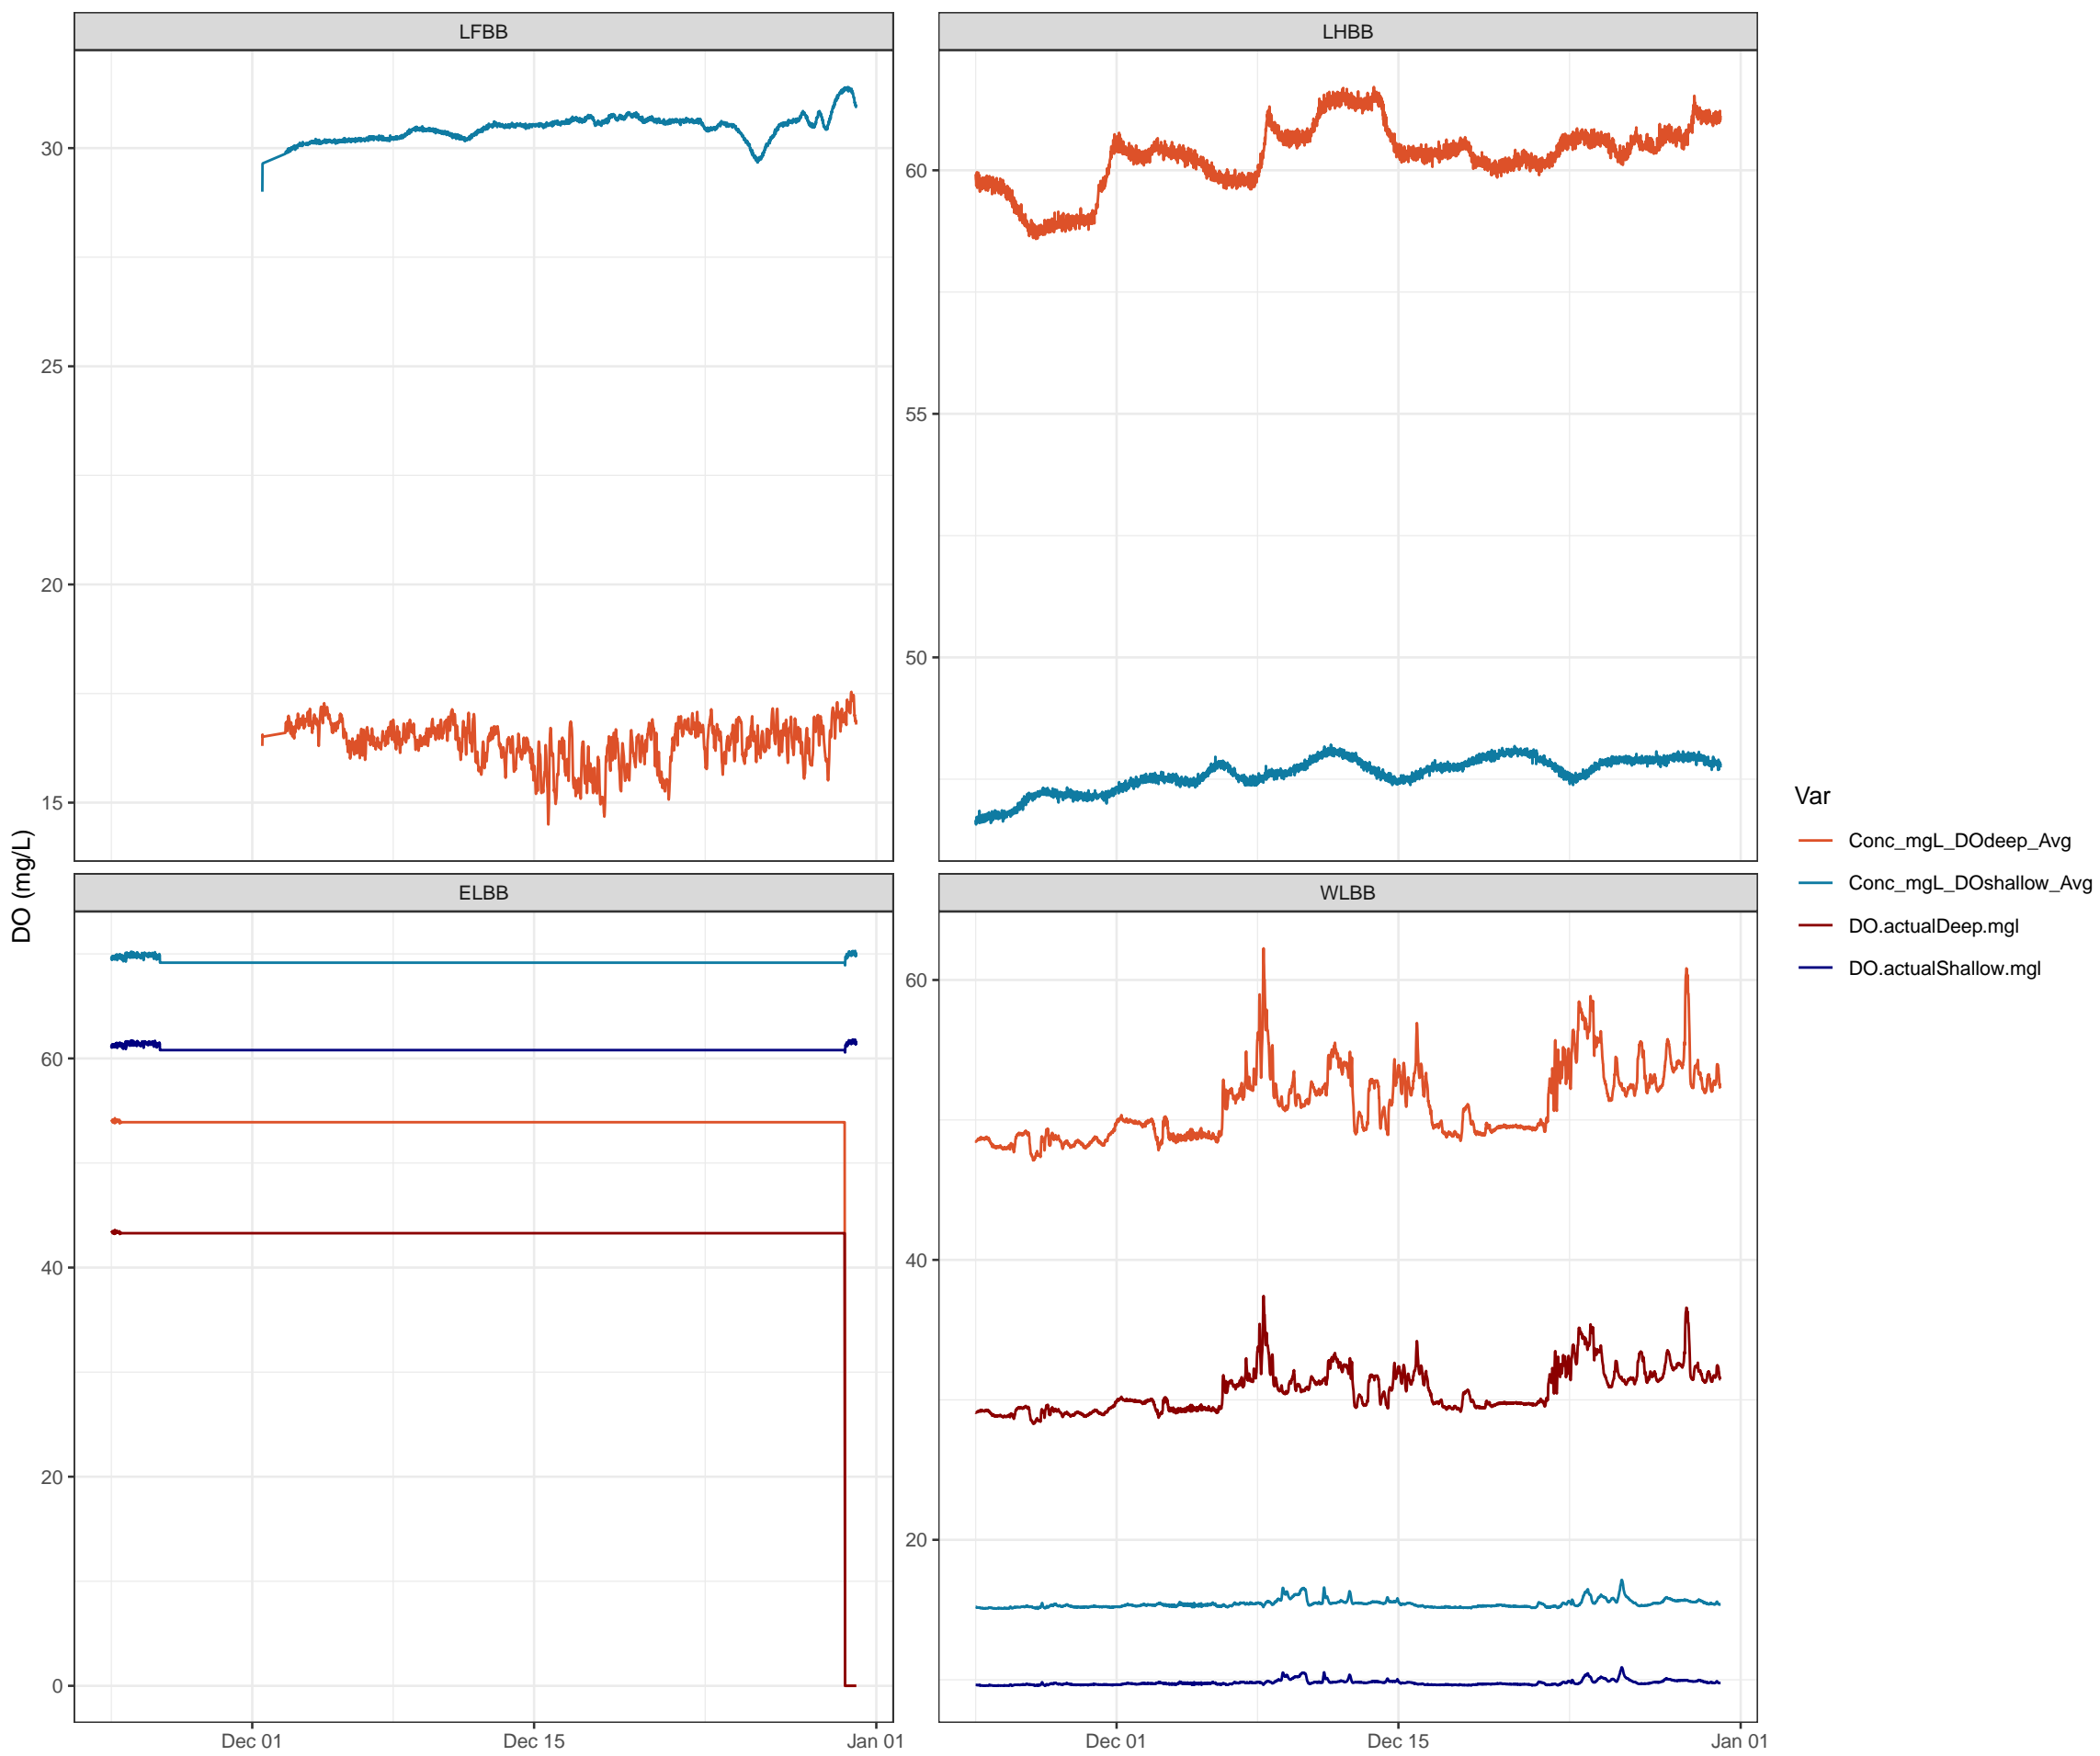 LFBB
LHBB
30
25
20
15
60
55
50
DO (mg/L)
ELBB
WLBB
60
40
20
0
60
40
20
Dec 01
Dec 15
Jan 01
Dec 01
Dec 15
Jan 01
Var
Conc_mgL_DOdeep_Avg
Conc_mgL_DOshallow_Avg
DO.actualDeep.mgl
DO.actualShallow.mgl